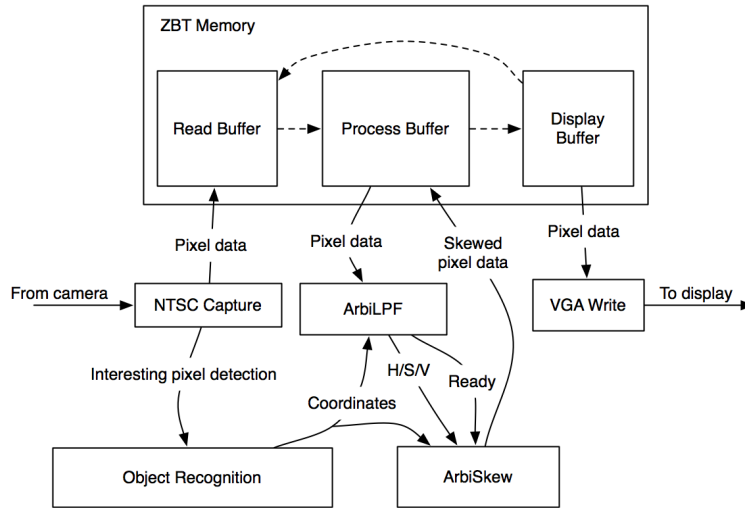 ZBT Memory
Read Buffer
Process Buffer
Display
Buffer
Pixel data
Pixel data
Skewed
pixel data
Pixel data
From camera
NTSC Capture
ArbiLPF
VGA Write
To display
Interesting pixel detection
H/S/V
Ready
Coordinates
Object Recognition
ArbiSkew